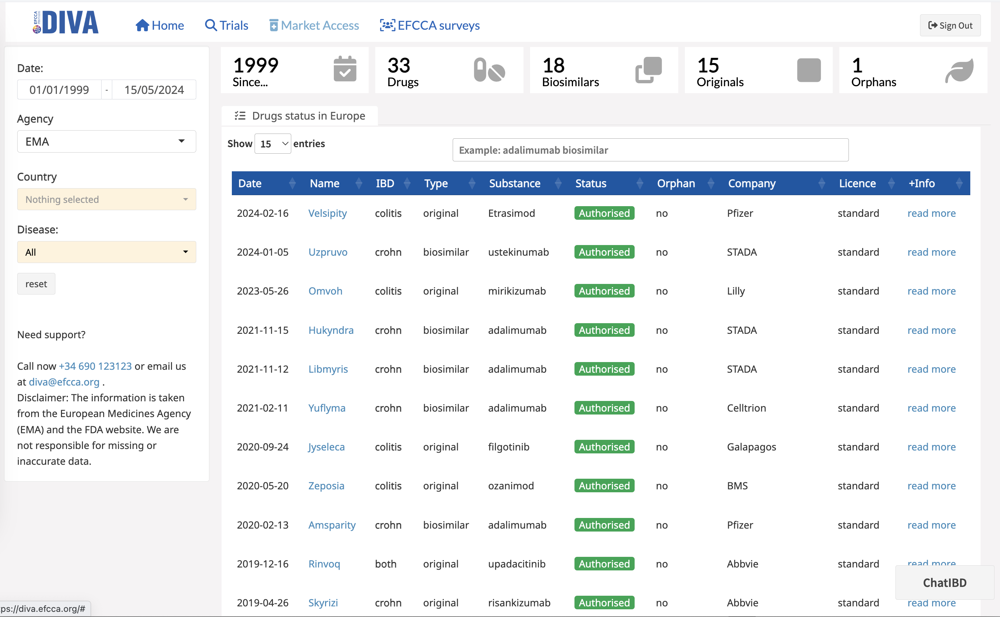 EFCCA DIVA Home Trials Market Access EFCCA surveys Sign Out
Date:
01/01/1999 - 15/05/2024
Agency
EMA
Country
Nothing selected
Disease:
All
reset
Need support?
Call now +34 690 123123 or email us
at diva@efcca.org .
Disclaimer: The information is taken
from the European Medicines Agency
(EMA) and the FDA website. We are
not responsible for missing or
inaccurate data.
1999
Since...
33
Drugs
18
Biosimilars
15
Originals
1
Orphans
Drugs status in Europe
Show 15 entries
Example: adalimumab biosimilar
Date Name IBD Type Substance Status Orphan Company Licence +Info
2024-02-16 Velsipity colitis original Etrasimod Authorised no Pfizer standard read more
2024-01-05 Uzpruvo crohn biosimilar ustekinumab Authorised no STADA standard read more
2023-05-26 Omvoh colitis original mirikizumab Authorised no Lilly standard read more
2021-11-15 Hukyndra crohn biosimilar adalimumab Authorised no STADA standard read more
2021-11-12 Libmyris crohn biosimilar adalimumab Authorised no STADA standard read more
2021-02-11 Yuflyma crohn biosimilar adalimumab Authorised no Celltrion standard read more
2020-09-24 Jyseleca colitis original filgotinib Authorised no Galapagos standard read more
2020-05-20 Zeposia colitis original ozanimod Authorised no BMS standard read more
2020-02-13 Amsparity crohn biosimilar adalimumab Authorised no Pfizer standard read more
2019-12-16 Rinvoq both original upadacitinib Authorised no Abbvie standard read more
2019-04-26 Skyrizi crohn original risankizumab Authorised no Abbvie standard read more
ChatIBD
tps://diva.efcca.org/#